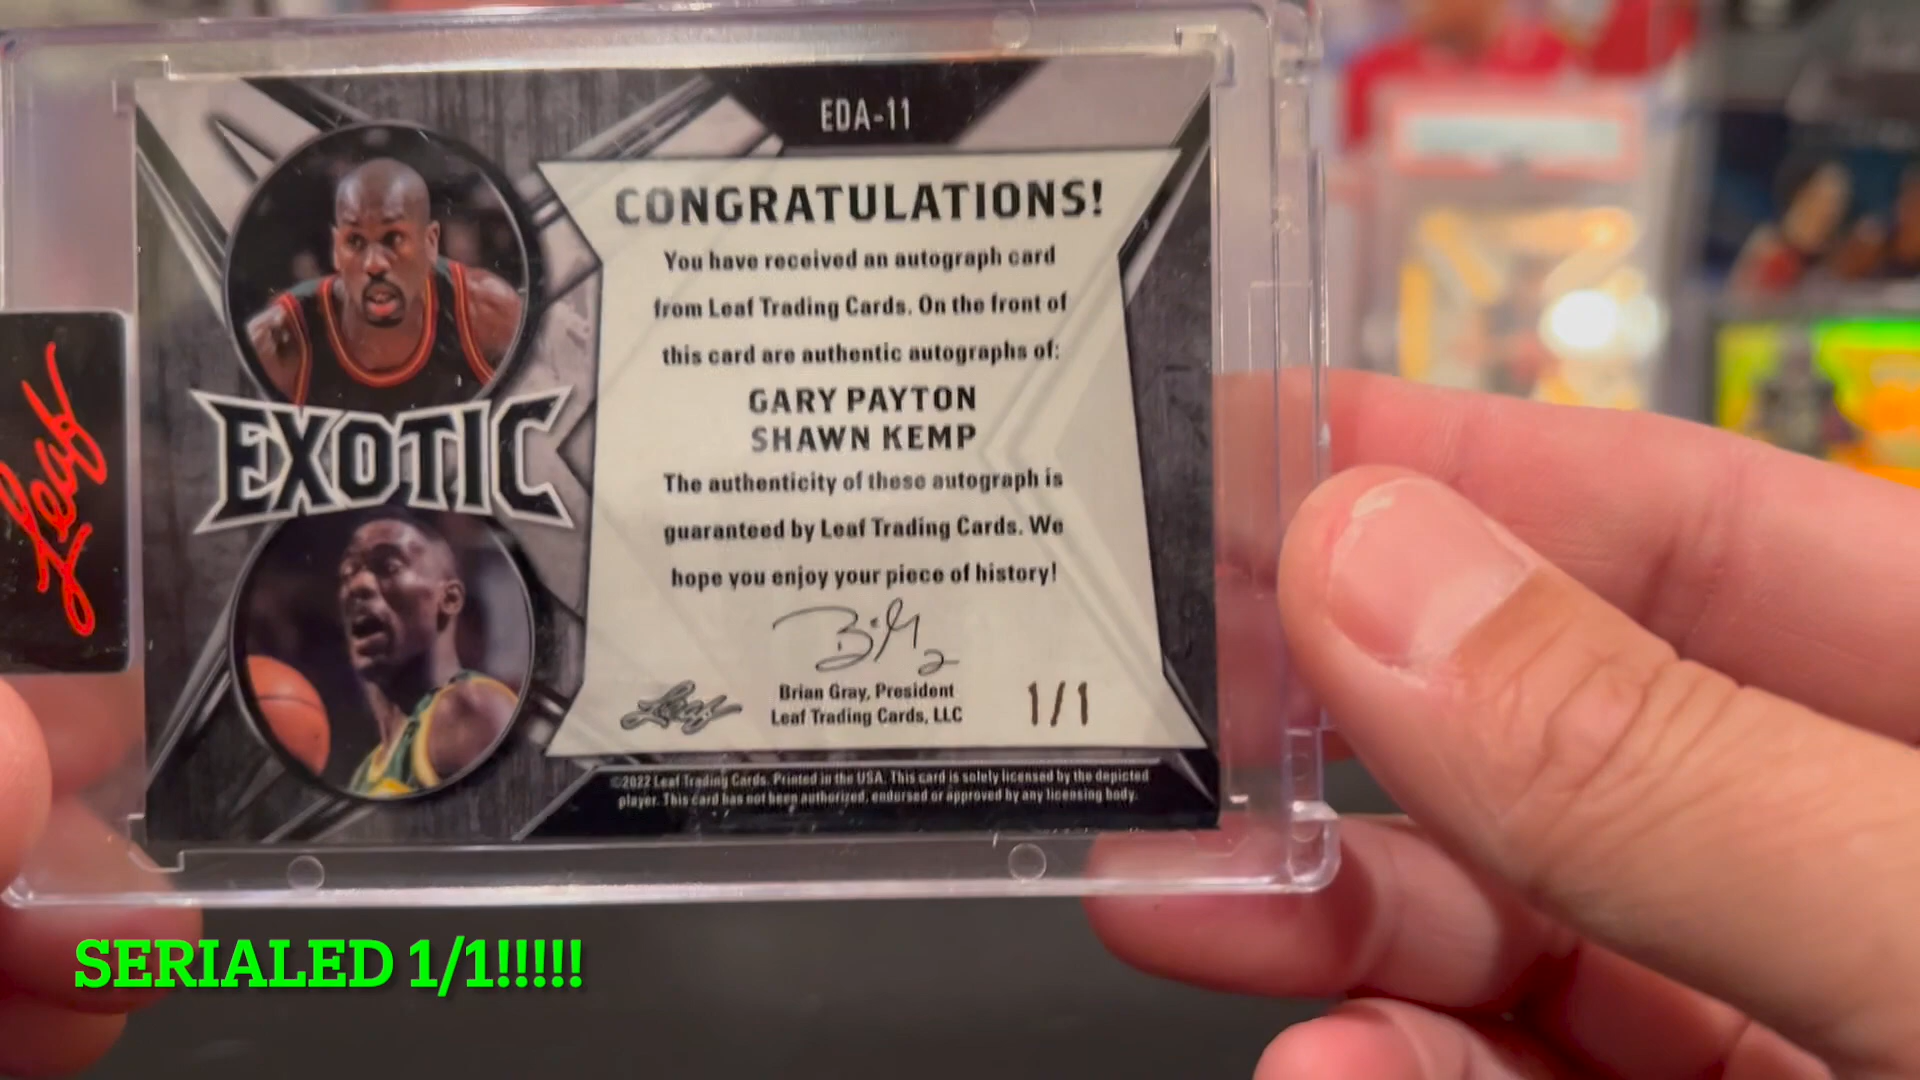 EDA-11
CONGRATULATIONS!
You have received an autograph card
from Leaf Trading Cards. On the front of
this card are authentic autographs of:
GARY PAYTON
SHAWN KEMP
The authenticity of these autograph is
guaranteed by Leaf Trading Cards. We
hope you enjoy your piece of history!
Brian Gray, President
Leaf Trading Cards, LLC
1/1
Leaf
EXOTIC
Leaf
©2022 Leaf Trading Cards. Printed in the USA. This card is solely licensed by the depicted
player. This card has not been authorized, endorsed or approved by any licensing body.
SERIALED 1/1!!!!!